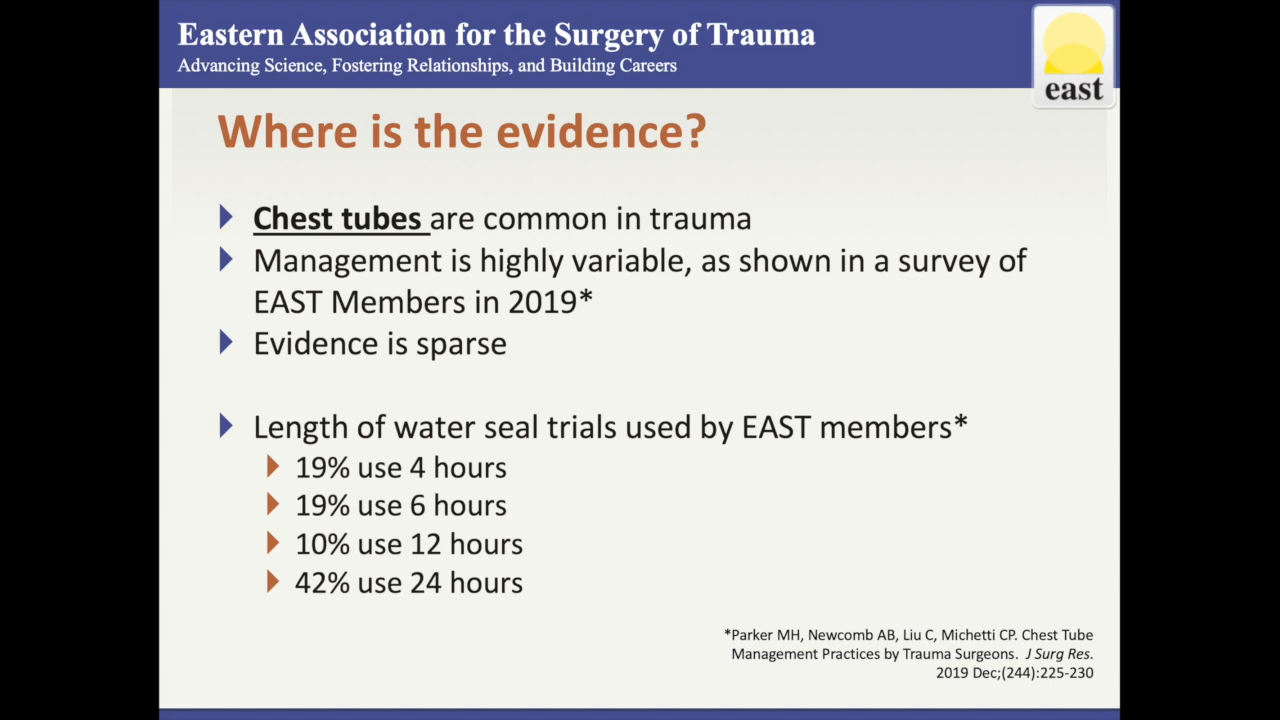 Eastern Association for the Surgery of Trauma
Advancing Science, Fostering Relationships, and Building Careers
east
Where is the evidence?
Chest tubes are common in trauma
Management is highly variable, as shown in a survey of
EAST Members in 2019*
Evidence is sparse
Length of water seal trials used by EAST members*
19% use 4 hours
19% use 6 hours
10% use 12 hours
42% use 24 hours
*Parker MH, Newcomb AB, Liu C, Michetti CP. Chest Tube
Management Practices by Trauma Surgeons. J Surg Res.
2019 Dec;(244):225-230